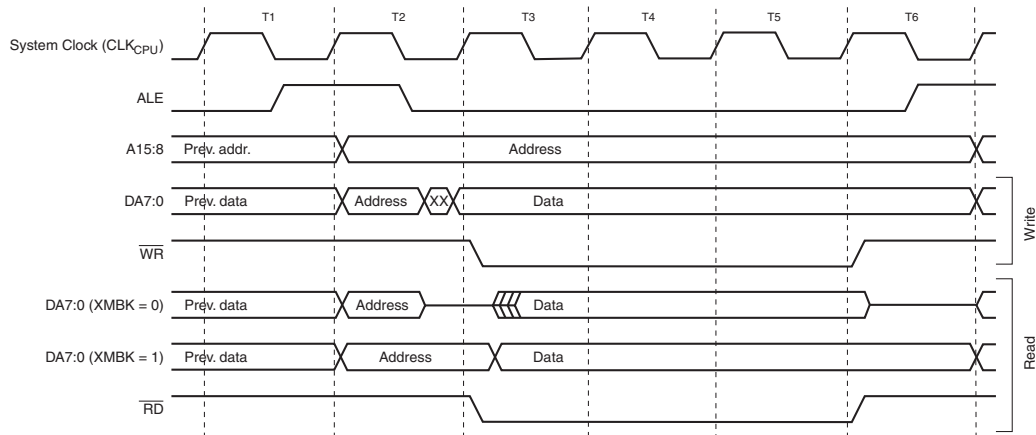 T1 T2 T3 T4 T5 T6
System Clock (CLKCPU)
ALE
A15:8 Prev. addr. Address
DA7:0 Prev. data Address XX Data
WR
Write
DA7:0 (XMBK = 0) Prev. data Address Data
DA7:0 (XMBK = 1) Prev. data Address Data
RD
Read